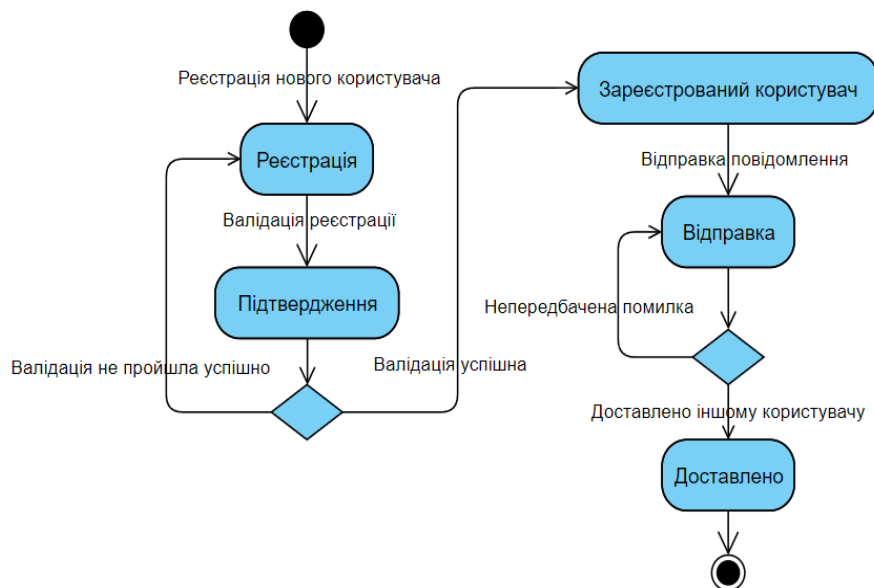 Реєстрація нового користувача
Реєстрація
Валідація реєстрації
Підтвердження
Валідація не пройшла успішно
Валідація успішна
Зареєстрований користувач
Відправка повідомлення
Відправка
Непередбачена помилка
Доставлено іншому користувачу
Доставлено